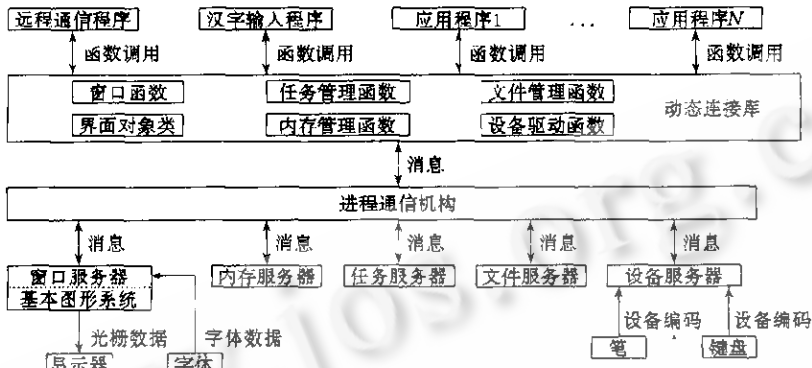 远程通信程序 汉字输入程序 应用程序1 ... 应用程序N
函数调用 函数调用 函数调用 函数调用
窗口函数 任务管理函数 文件管理函数
动态连接库
界面对象类 内存管理函数 设备驱动函数
消息
进程通信机构
消息 消息 消息 消息 消息
窗口服务器 内存服务器 任务服务器 文件服务器 设备服务器
基本图形系统
光栅数据 字体数据 设备编码 设备编码
显示器 字体 笔 键盘
jos.org.c